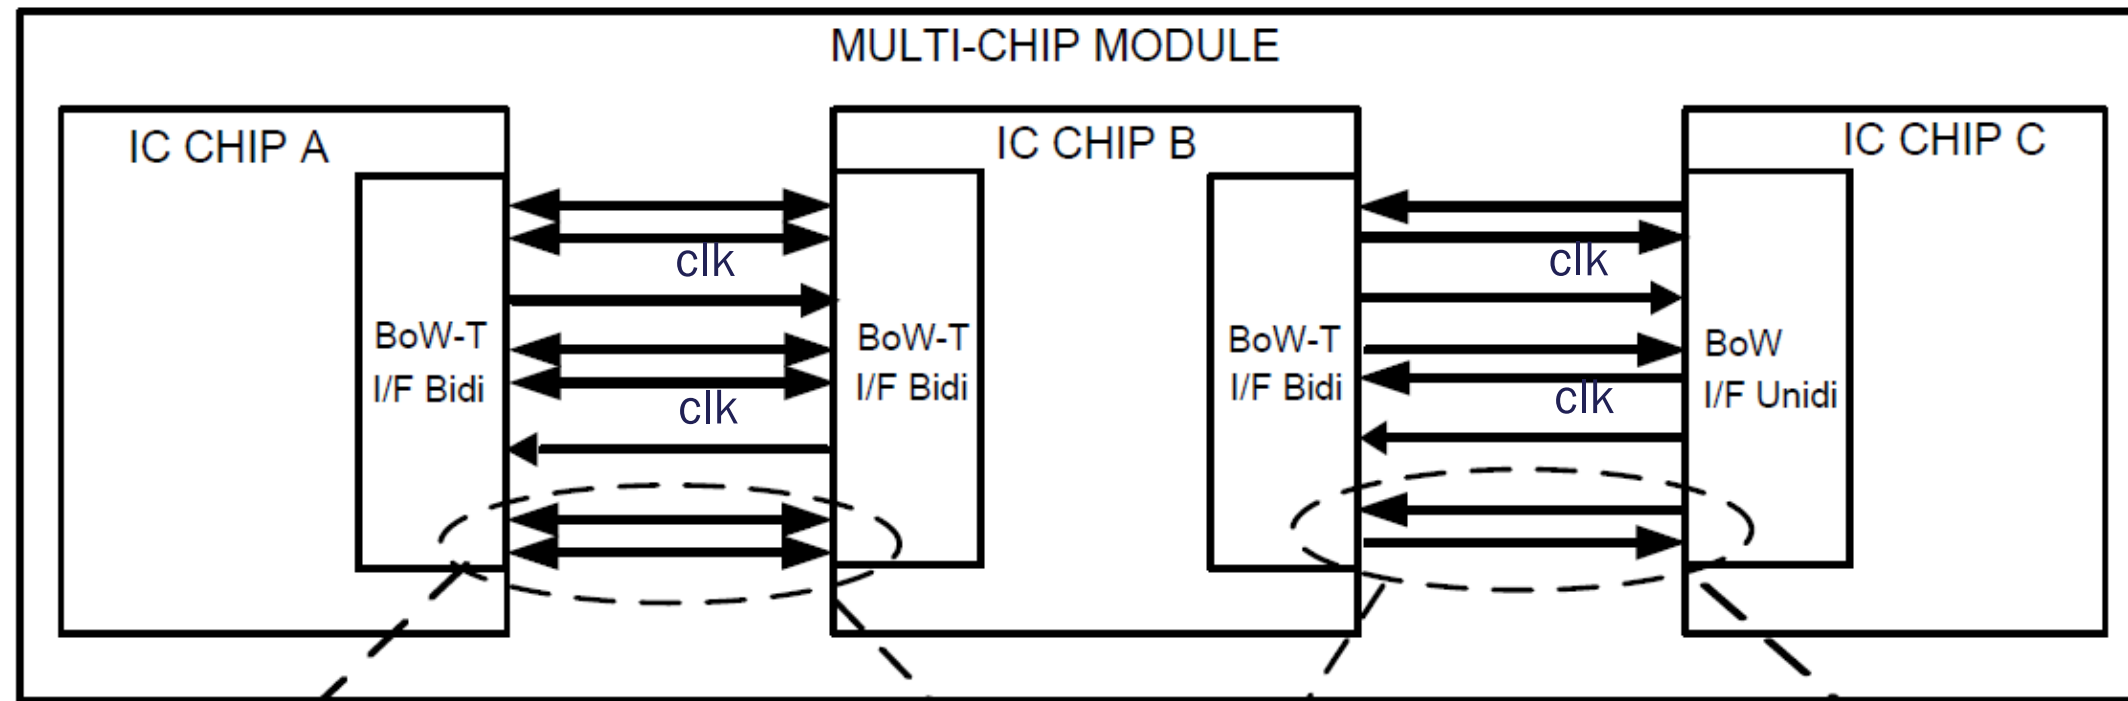 MULTI-CHIP MODULE
IC CHIP A
IC CHIP B
IC CHIP C
clk
clk
BoW-T
I/F Bidi
BoW-T
I/F Bidi
BoW-T
I/F Bidi
BoW
I/F Unidi
clk
clk